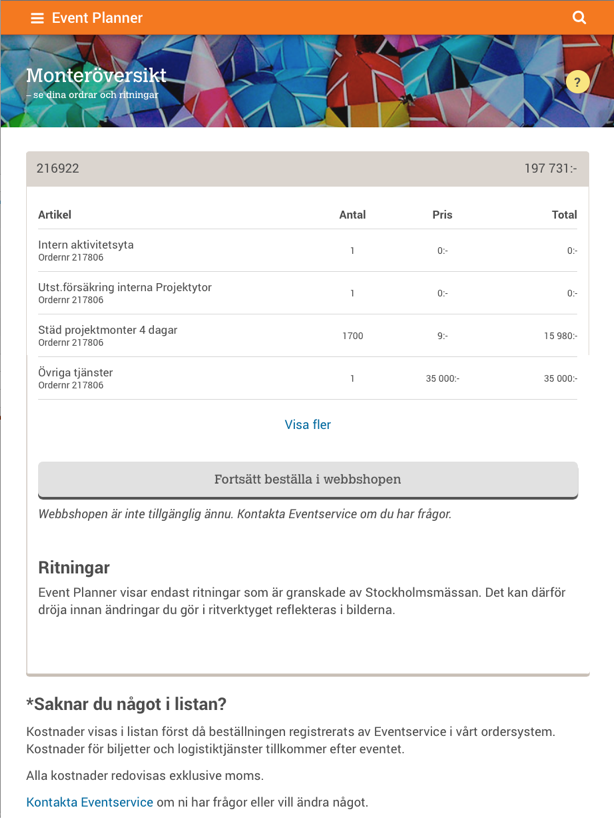 Event Planner
Monteröversikt
– se dina ordrar och ritningar
?
216922 197 731:-
Artikel Antal Pris Total
Intern aktivitetsyta
Ordernr 217806
1 0:- 0:-
Utst.försäkring interna Projektytor
Ordernr 217806
1 0:- 0:-
Städ projektmonter 4 dagar
Ordernr 217806
1700 9:- 15 980:-
Övriga tjänster
Ordernr 217806
1 35 000:- 35 000:-
Visa fler
Fortsätt beställa i webbshopen
Webbshopen är inte tillgänglig ännu. Kontakta Eventservice om du har frågor.
Ritningar
Event Planner visar endast ritningar som är granskade av Stockholmsmässan. Det kan därför
dröja innan ändringar du gör i ritverktyget reflekteras i bilderna.
*Saknar du något i listan?
Kostnader visas i listan först då beställningen registrerats av Eventservice i vårt ordersystem.
Kostnader för biljetter och logistiktjänster tillkommer efter eventet.
Alla kostnader redovisas exklusive moms.
Kontakta Eventservice om ni har frågor eller vill ändra något.